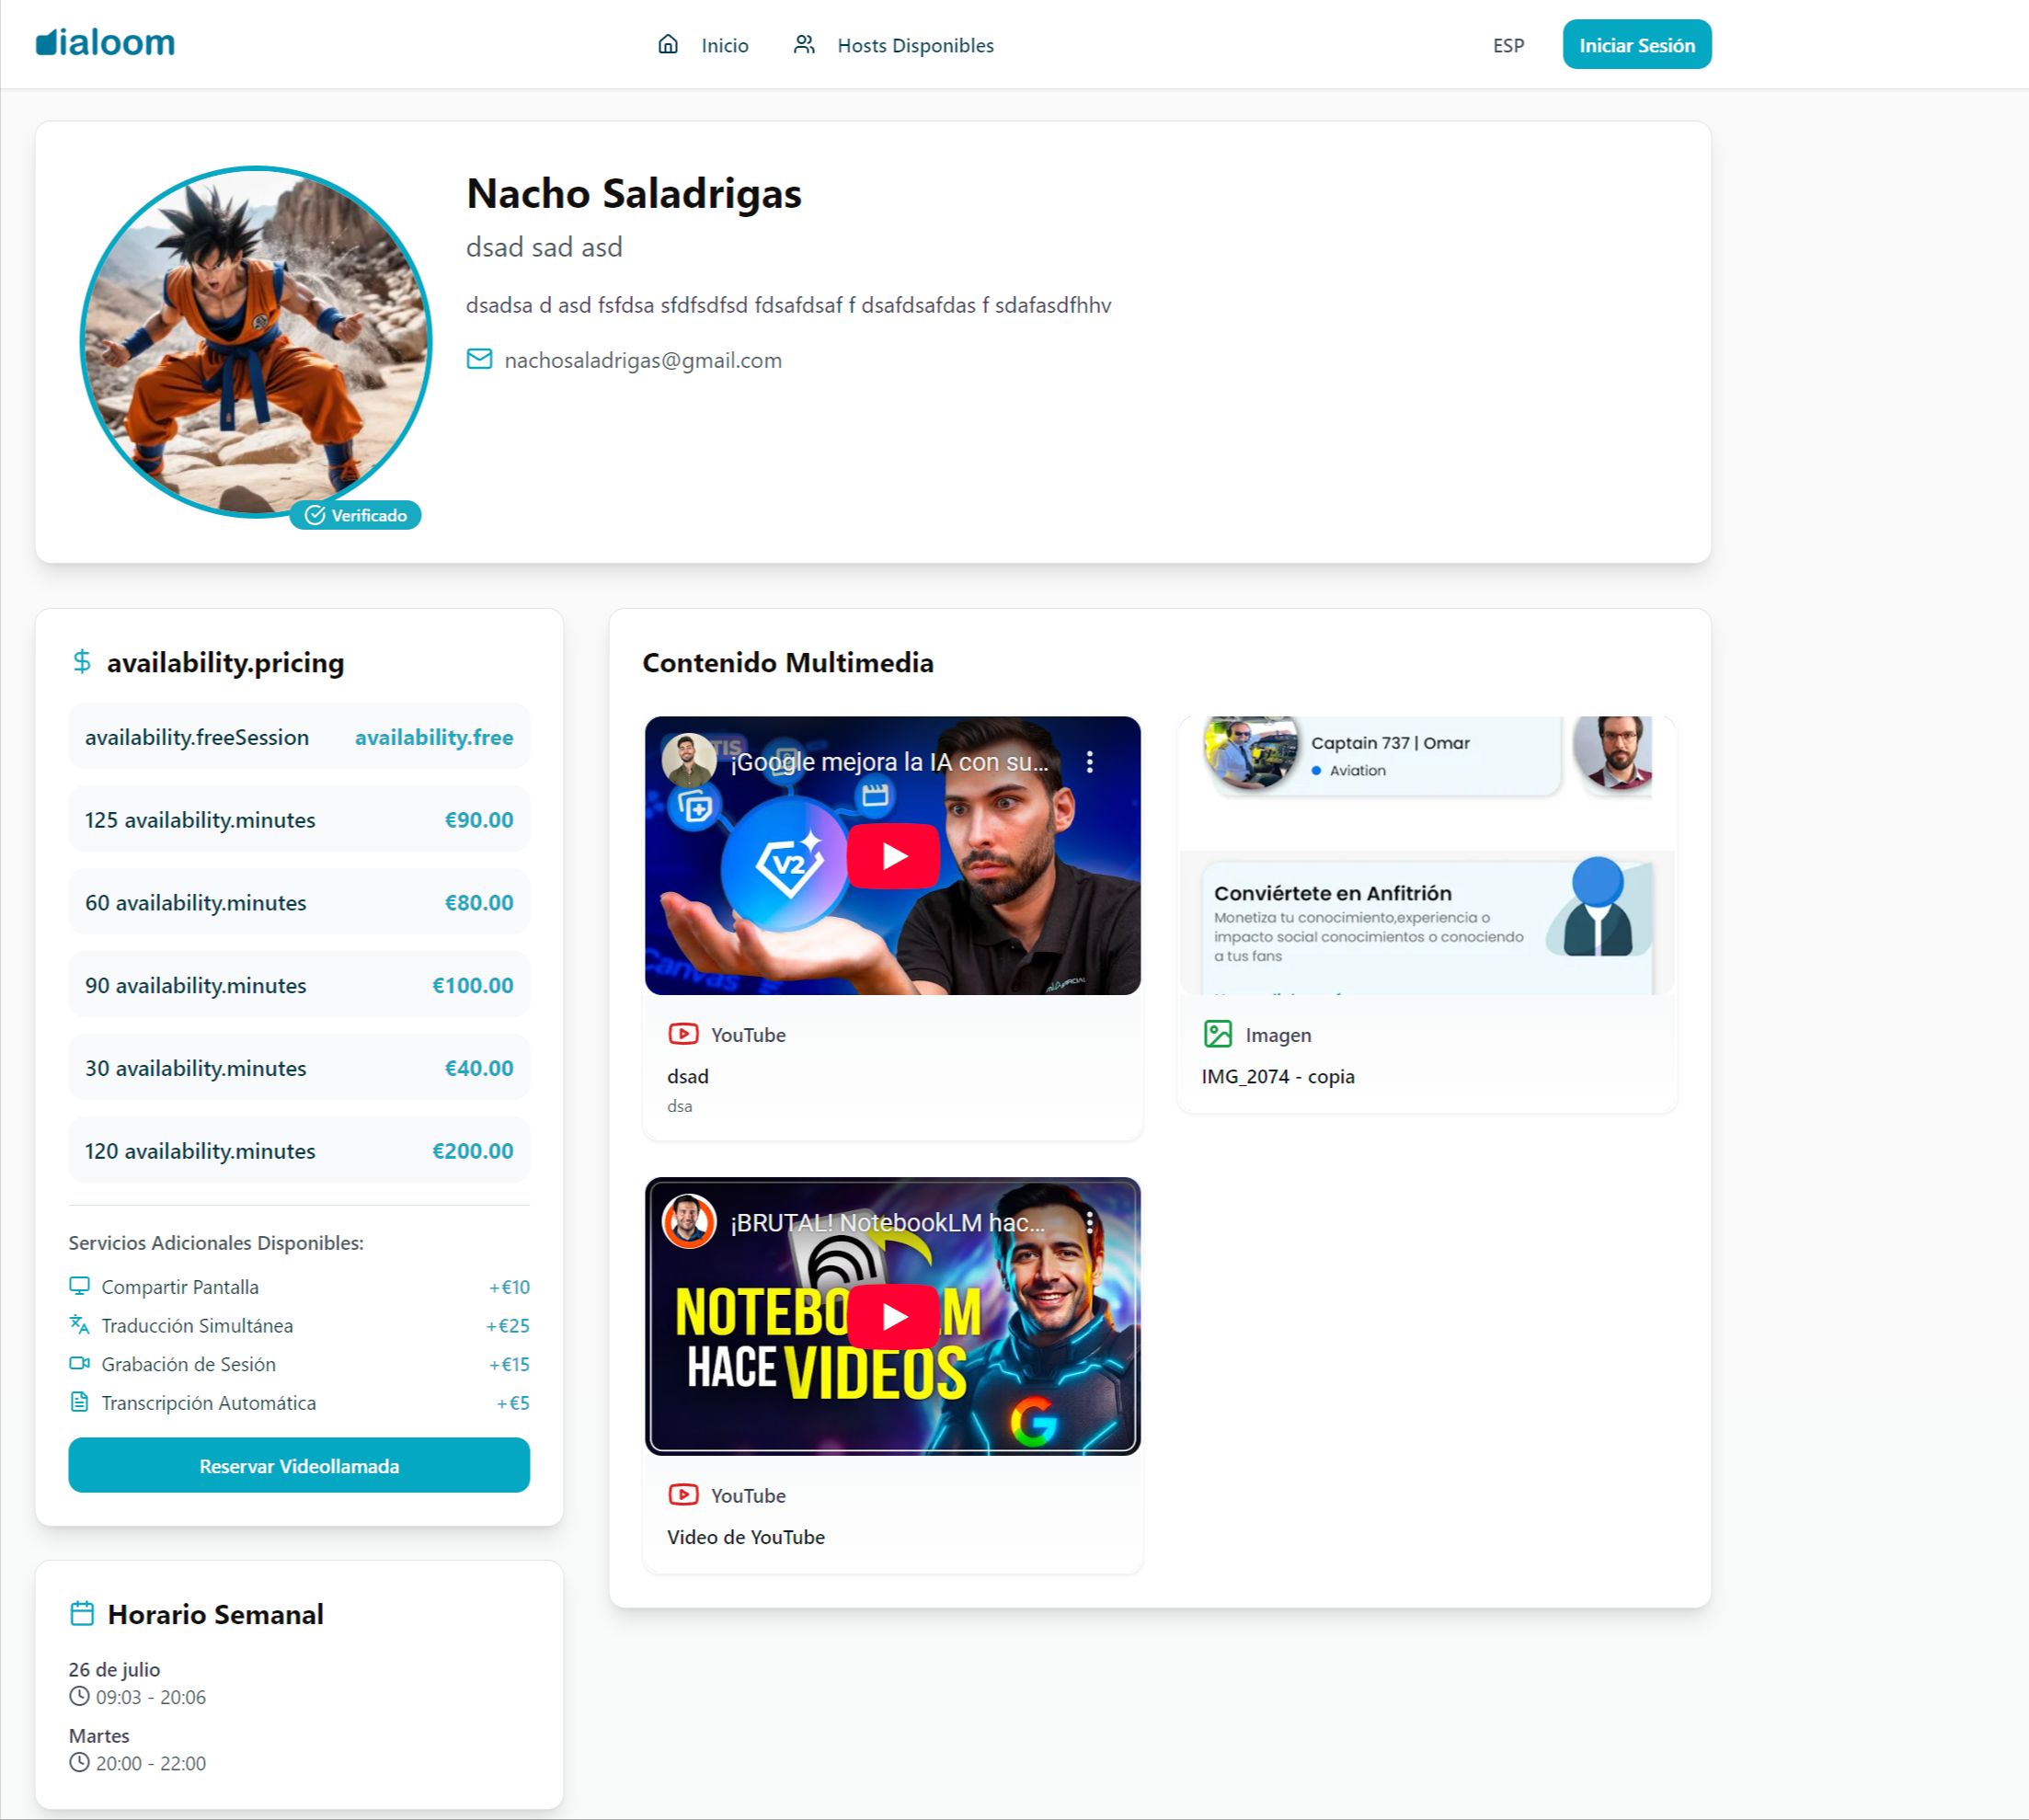 dialoom
Inicio
Hosts Disponibles
ESP
Iniciar Sesión
Nacho Saladrigas
dsad sad asd
dsadsa d asd fsfdsa sfdfsdfsd fdsafdsaf f dsafdsafdas f sdafasdfhhv
nachosaladrigas@gmail.com
Verificado
availability.pricing
availability.freeSession availability.free
125 availability.minutes €90.00
60 availability.minutes €80.00
90 availability.minutes €100.00
30 availability.minutes €40.00
120 availability.minutes €200.00
Servicios Adicionales Disponibles:
Compartir Pantalla +€10
Traducción Simultánea +€25
Grabación de Sesión +€15
Transcripción Automática +€5
Reservar Videollamada
Horario Semanal
26 de julio
09:03 - 20:06
Martes
20:00 - 22:00
Contenido Multimedia
¡Google mejora la IA con su...
V2
Canvas
YouTube
dsad
dsa
Captain 737 | Omar
Aviation
Conviértete en Anfitrión
Monetiza tu conocimiento,experiencia o
impacto social conocimientos o conociendo
a tus fans
Imagen
IMG_2074 - copia
¡BRUTAL! NotebookLM hac...
HACE VIDEOS
YouTube
Video de YouTube